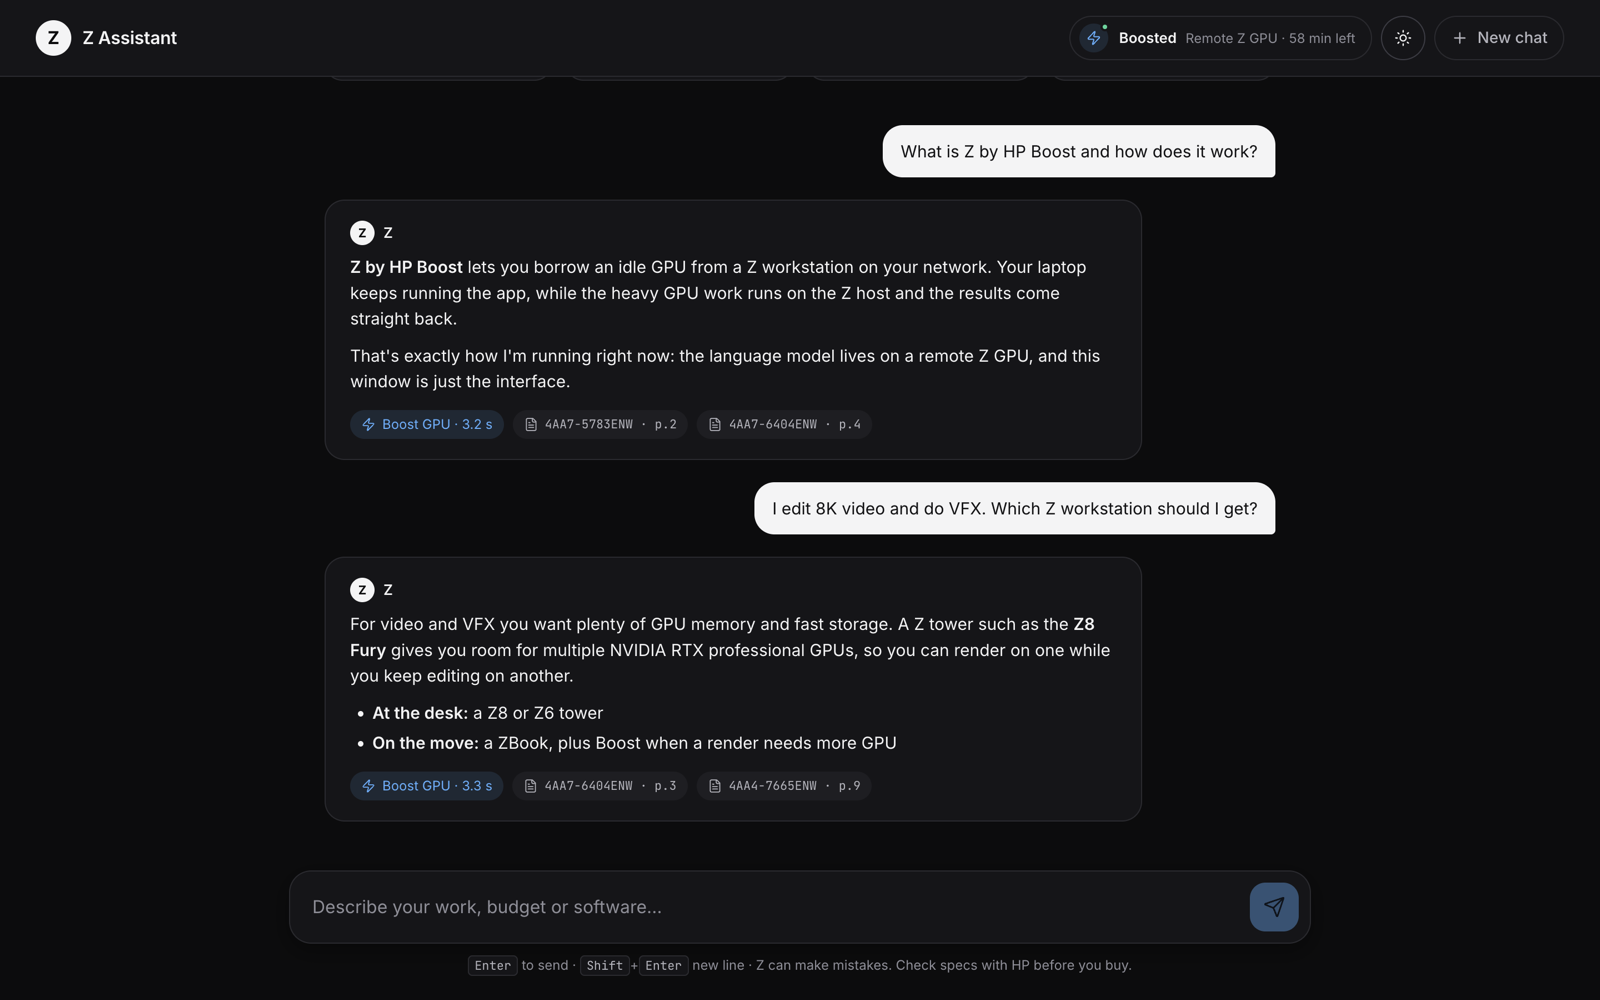 Z Z Assistant
Boosted Remote Z GPU · 58 min left
+ New chat
What is Z by HP Boost and how does it work?
Z Z
Z by HP Boost lets you borrow an idle GPU from a Z workstation on your network. Your laptop
keeps running the app, while the heavy GPU work runs on the Z host and the results come
straight back.
That's exactly how I'm running right now: the language model lives on a remote Z GPU, and this
window is just the interface.
Boost GPU · 3.2 s 4AA7-5783ENW · p.2 4AA7-6404ENW · p.4
I edit 8K video and do VFX. Which Z workstation should I get?
Z Z
For video and VFX you want plenty of GPU memory and fast storage. A Z tower such as the Z8
Fury gives you room for multiple NVIDIA RTX professional GPUs, so you can render on one while
you keep editing on another.
• At the desk: a Z8 or Z6 tower
• On the move: a ZBook, plus Boost when a render needs more GPU
Boost GPU · 3.3 s 4AA7-6404ENW · p.3 4AA4-7665ENW · p.9
Describe your work, budget or software...
Enter to send · Shift+Enter new line · Z can make mistakes. Check specs with HP before you buy.